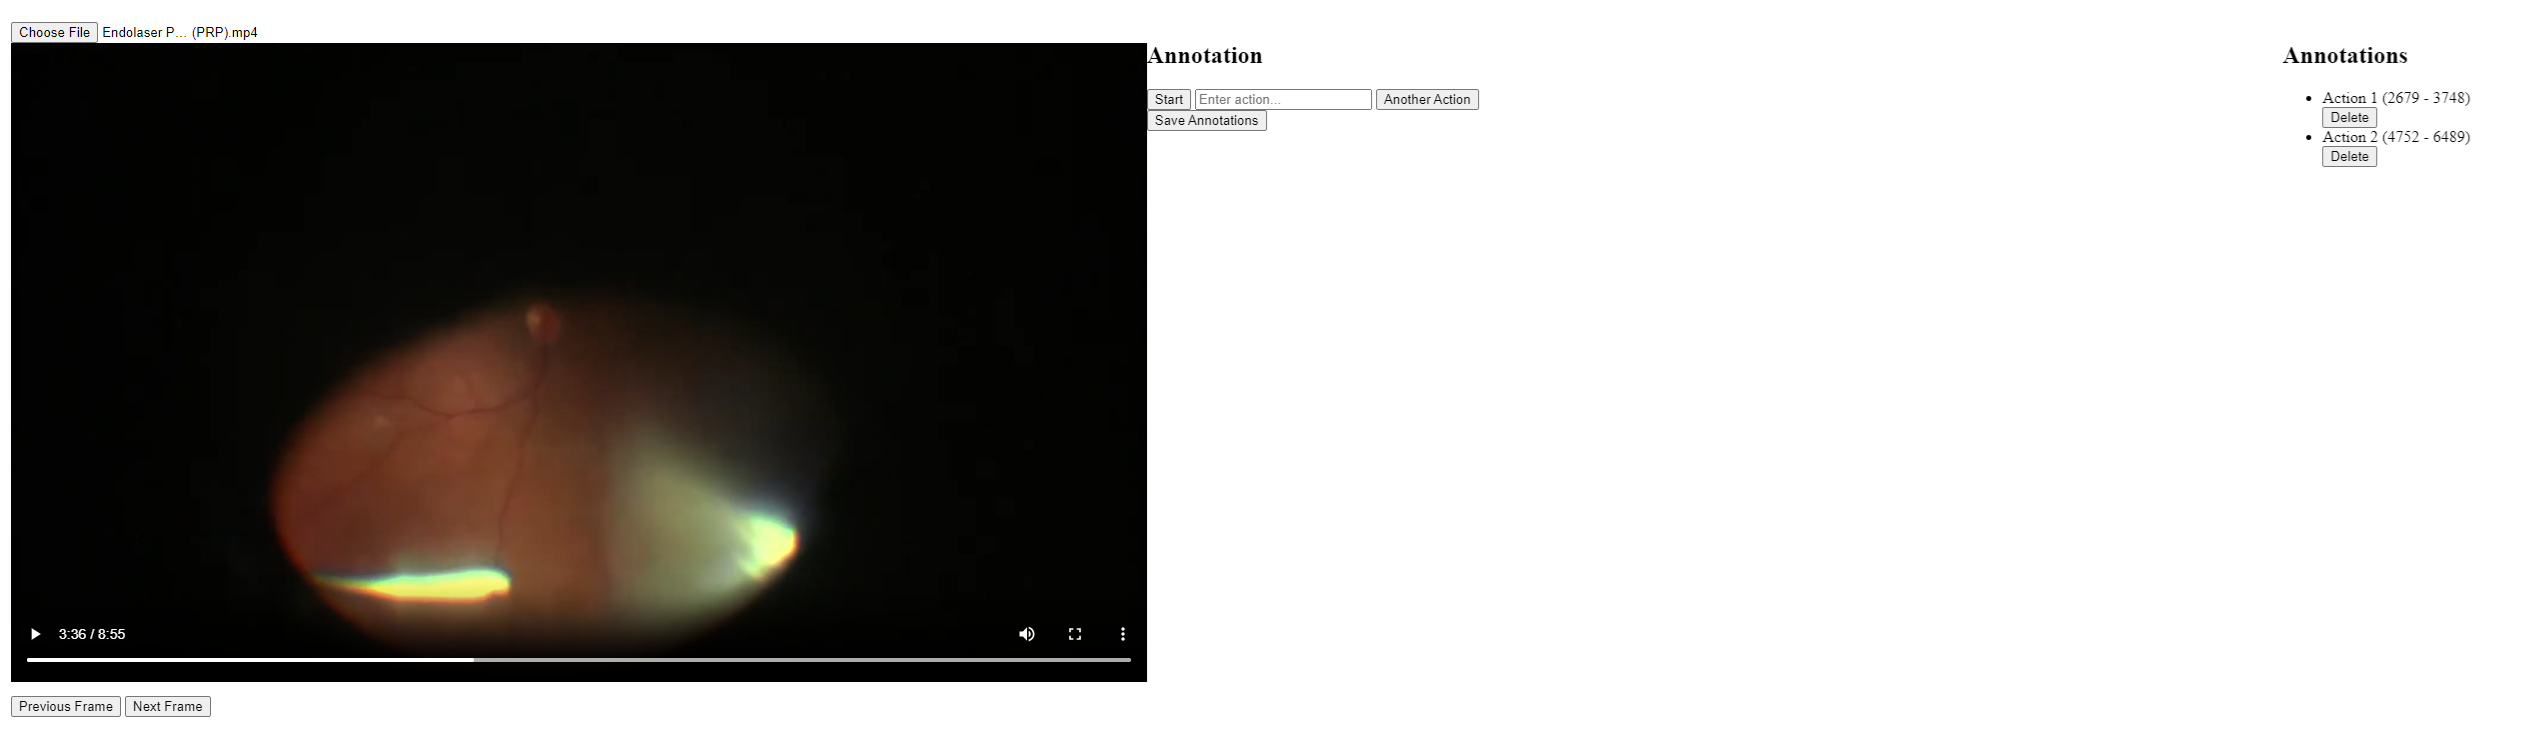 Choose File Endolaser P... (PRP).mp4
Annotation
Start Enter action... Another Action
Save Annotations
Annotations
Action 1 (2679 - 3748)
Delete
Action 2 (4752 - 6489)
Delete
3:36 / 8:55
Previous Frame Next Frame